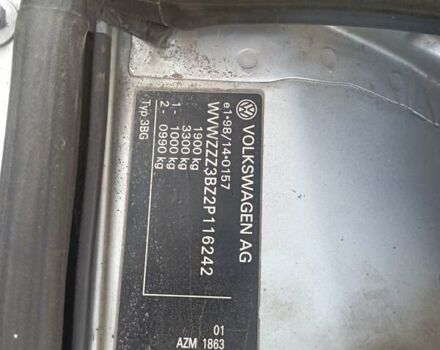 VOLKSWAGEN AG
e1*98/14*0157
WVWZZZ3BZ2P116242
1900 kg
3300 kg
1 - 1000 kg
2 - 0990 kg
Typ 3BG
01
AZM 1863